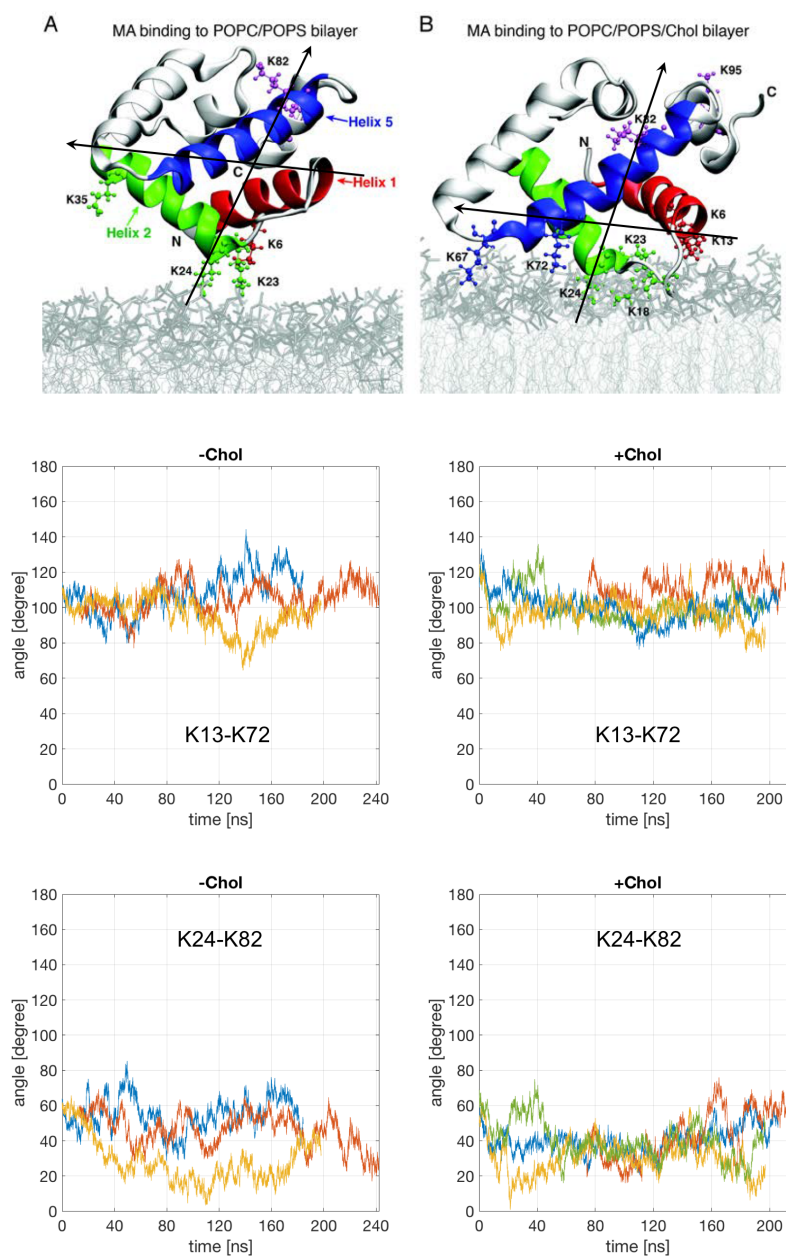 A MA binding to POPC/POPS bilayer
K82
Helix 5
C
Helix 1
K35
Helix 2
N
K6
K24
K23
B MA binding to POPC/POPS/Chol bilayer
K95
C
K82
N
K6
K13
K23
K67
K72
K24
K18
-Chol
180
160
140
120
100
80
60
40
20
0
angle [degree]
K13-K72
0 40 80 120 160 200 240
time [ns]
+Chol
180
160
140
120
100
80
60
40
20
0
angle [degree]
K13-K72
0 40 80 120 160 200
time [ns]
-Chol
180
160
140
120
100
80
60
40
20
0
angle [degree]
K24-K82
0 40 80 120 160 200 240
time [ns]
+Chol
180
160
140
120
100
80
60
40
20
0
angle [degree]
K24-K82
0 40 80 120 160 200
time [ns]